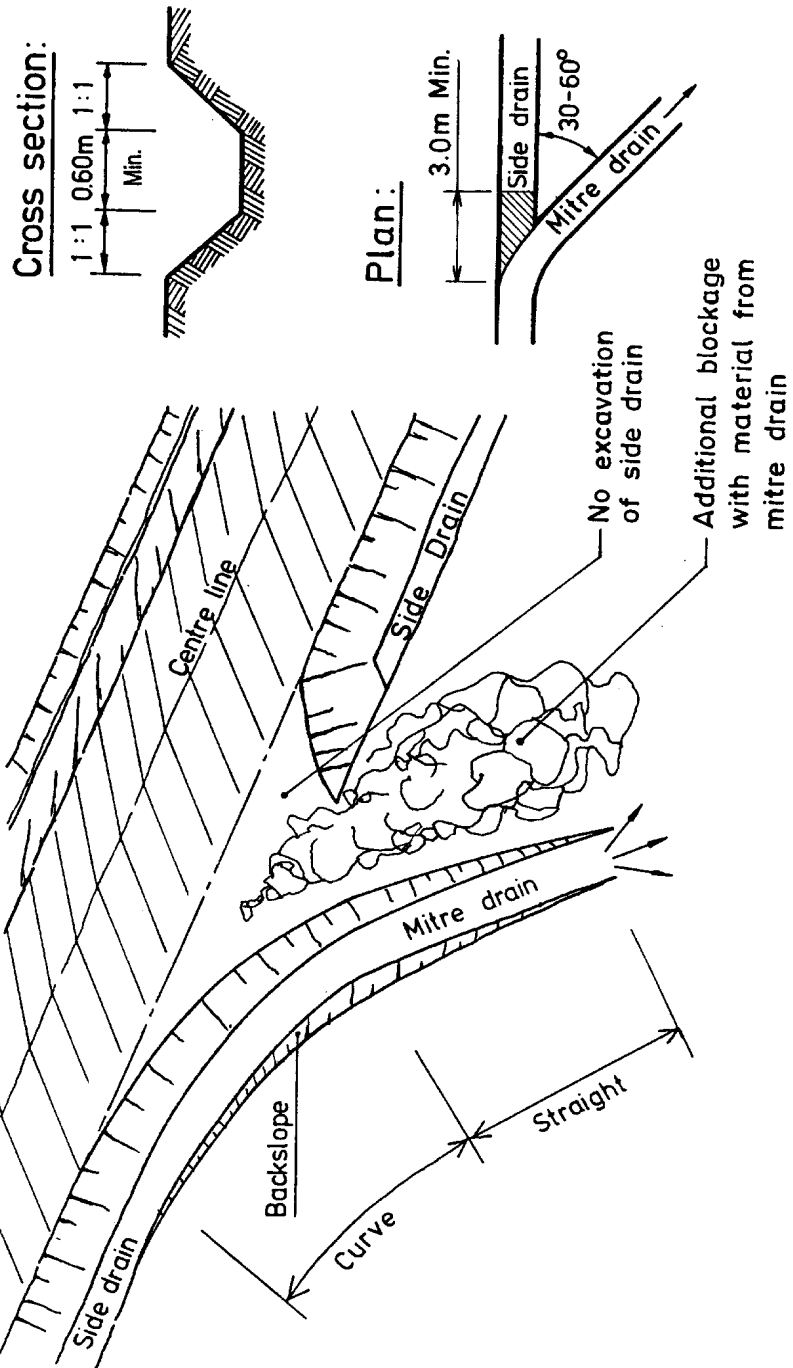 Cross section:
1:1 0.60m 1:1
Min.
Plan:
3.0m Min.
Side drain
30-60°
Mitre drain
Centre line
Side Drain
No excavation
of side drain
Additional blockage
with material from
mitre drain
Mitre drain
Side drain
Backslope
Curve
Straight